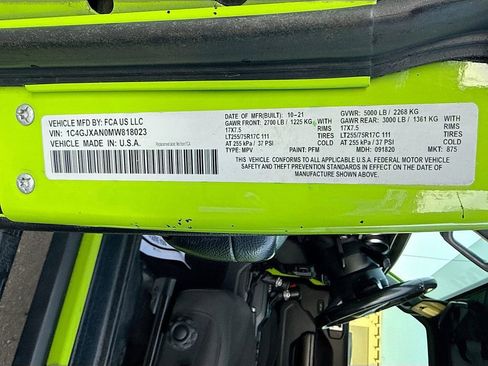 VEHICLE MFD BY: FCA US LLC
VIN: 1C4GJXAN0MW818023
VEHICLE MADE IN: U.S.A.
DATE OF MFR(BUILT): 10-21
GVWR: 5000 LB / 2268 KG
GAWR FRONT: 2700 LB / 1225 KG WITH
GAWR REAR: 3000 LB / 1361 KG WITH
17X7.5 RIMS
17X7.5 RIMS
LT255/75R17C 111 TIRES
LT255/75R17C 111 TIRES
AT 255 kPa / 37 PSI COLD
AT 255 kPa / 37 PSI COLD
TYPE: MPV PAINT: PFM MDH: 091820 MKT: 875
THIS VEHICLE CONFORMS TO ALL APPLICABLE U.S.A. FEDERAL MOTOR VEHICLE
SAFETY AND THEFT PREVENTION STANDARDS IN EFFECT ON THE DATE OF
MANUFACTURE SHOWN ABOVE.